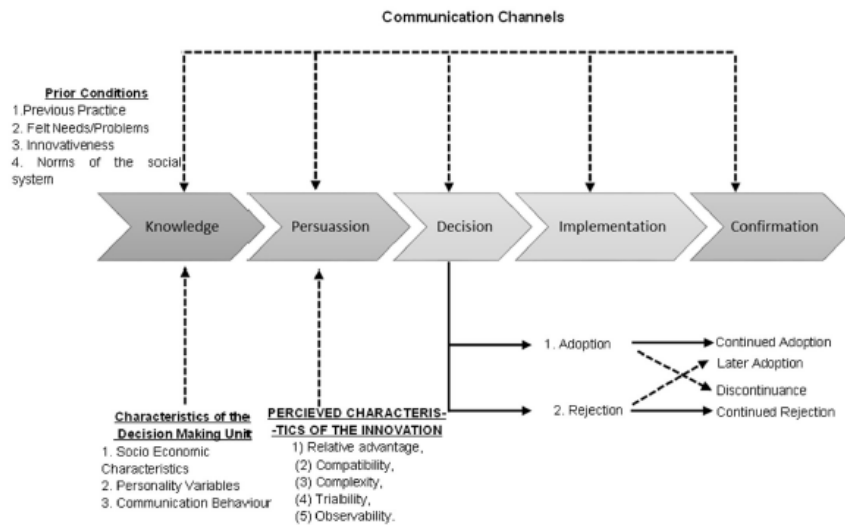 Communication Channels
Prior Conditions
1.Previous Practice
2. Felt Needs/Problems
3. Innovativeness
4. Norms of the social
system
Knowledge
Persuassion
Decision
Implementation
Confirmation
1. Adoption
2. Rejection
Continued Adoption
Later Adoption
Discontinuance
Continued Rejection
Characteristics of the
Decision Making Unit
1. Socio Economic
Characteristics
2. Personality Variables
3. Communication Behaviour
PERCIEVED CHARACTERIS-
-TICS OF THE INNOVATION
1) Relative advantage,
(2) Compatibility,
(3) Complexity,
(4) Trialbility,
(5) Observability.